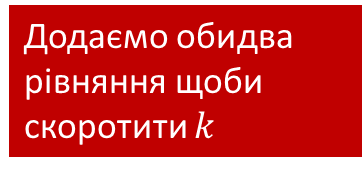 Додаємо обидва
рівняння щоби
скоротити k